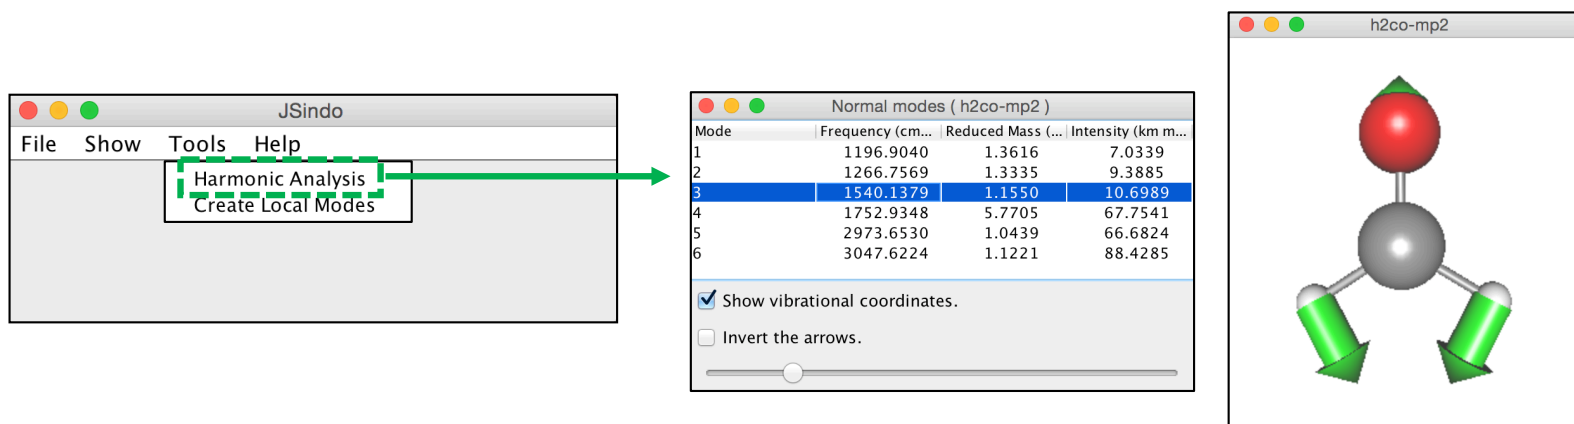 JSindo
File Show Tools Help
Harmonic Analysis
Create Local Modes
Normal modes ( h2co-mp2 )
Mode Frequency (cm... Reduced Mass (... Intensity (km m...
1 1196.9040 1.3616 7.0339
2 1266.7569 1.3335 9.3885
3 1540.1379 1.1550 10.6989
4 1752.9348 5.7705 67.7541
5 2973.6530 1.0439 66.6824
6 3047.6224 1.1221 88.4285
Show vibrational coordinates.
Invert the arrows.
h2co-mp2